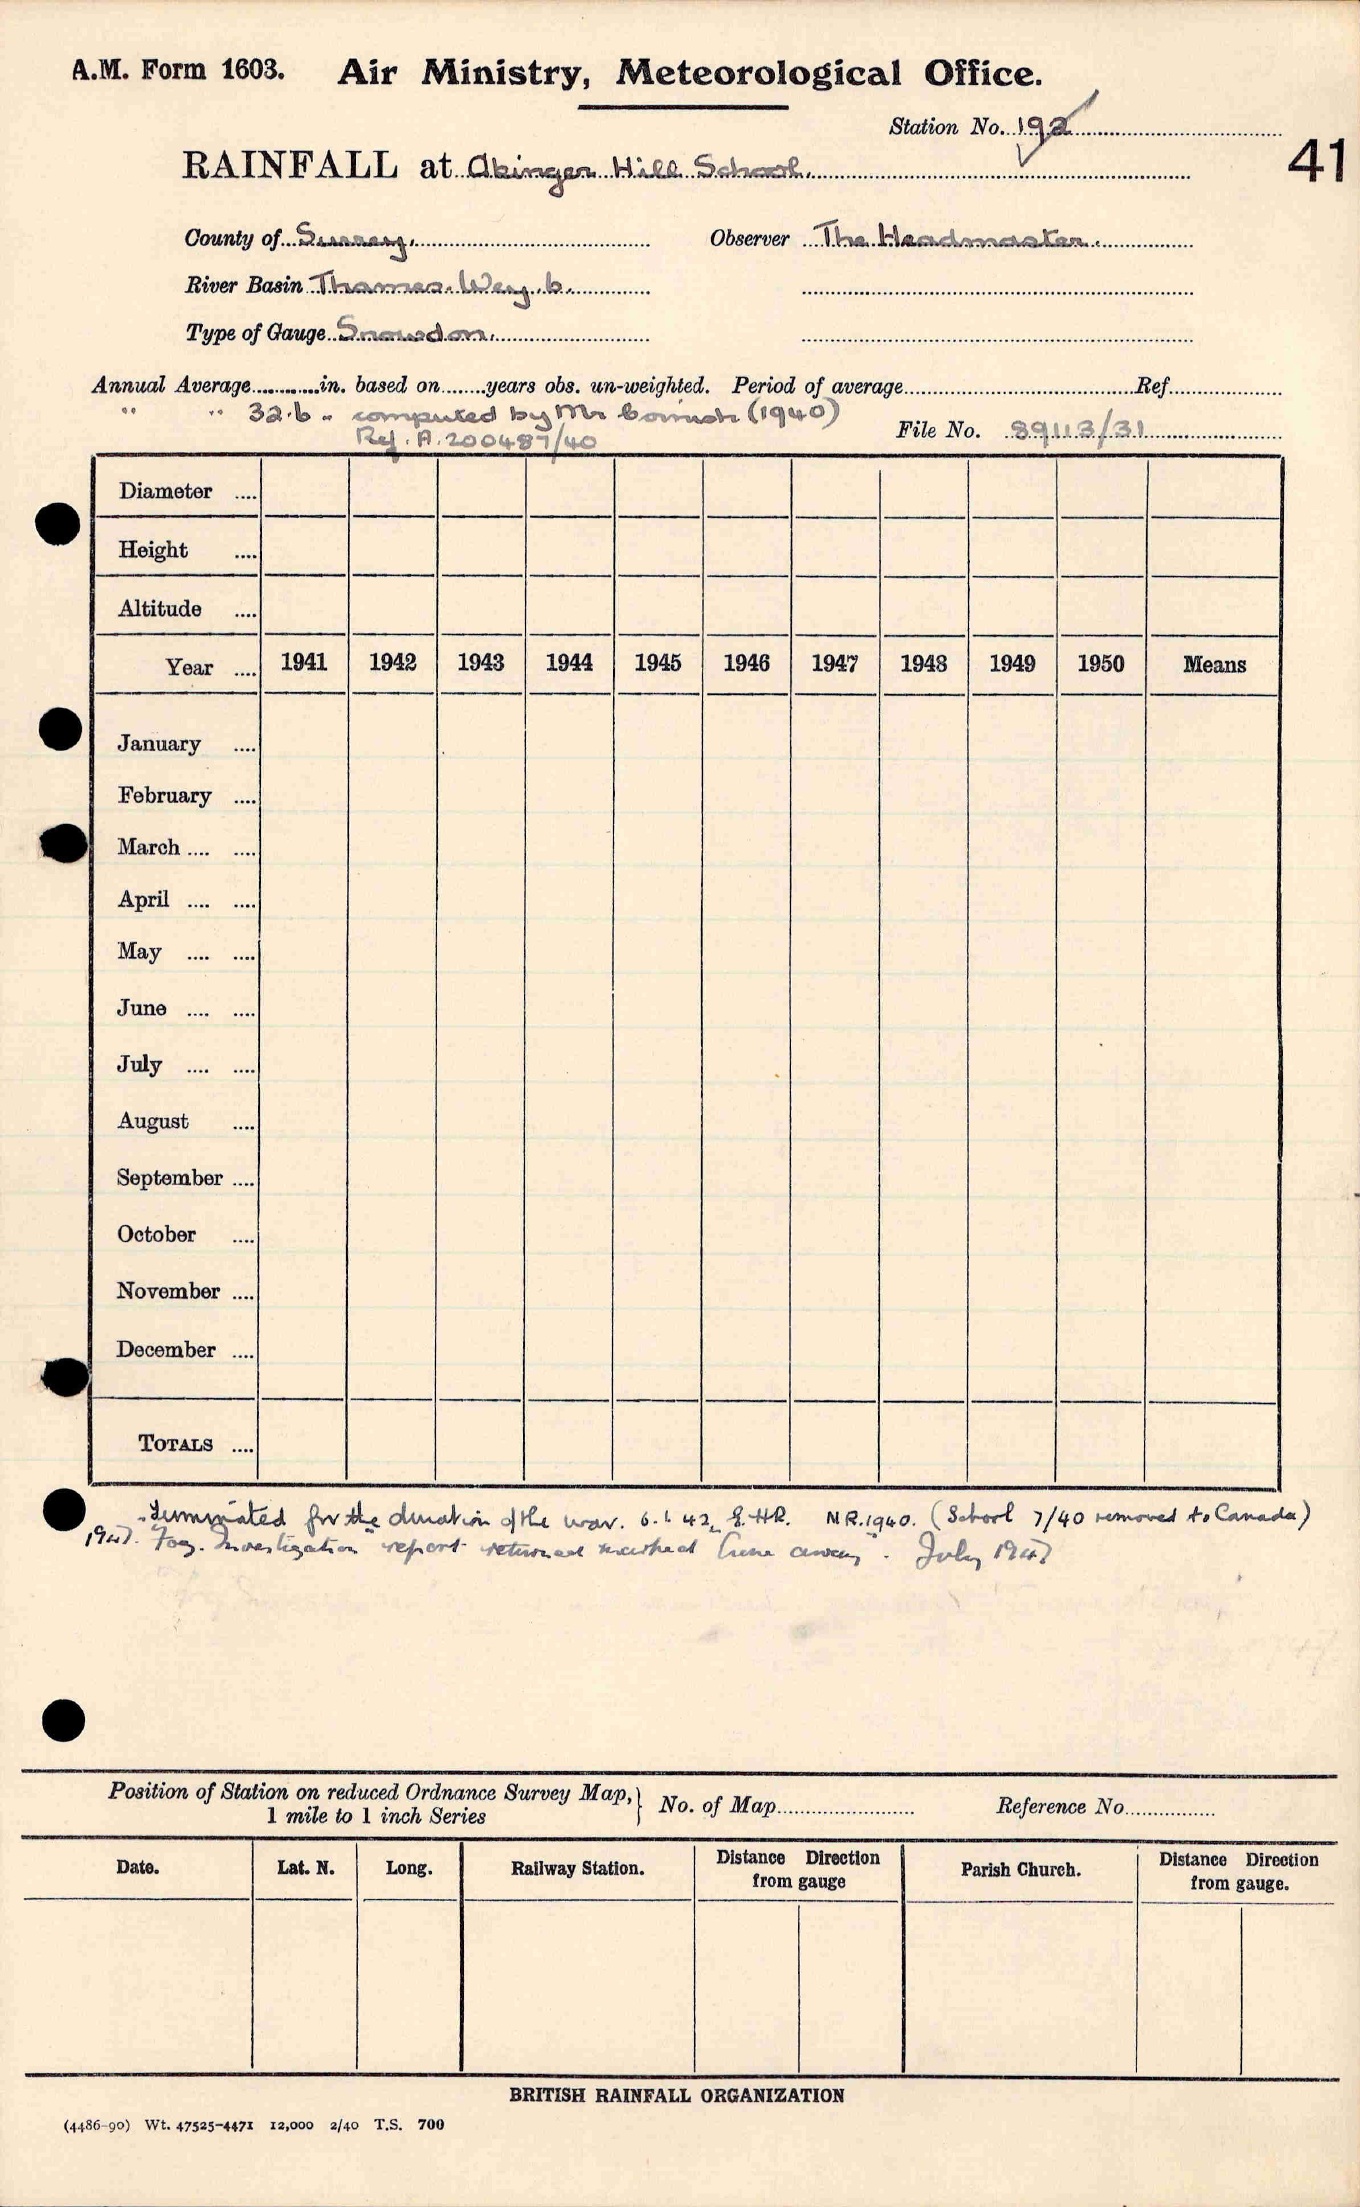 A.M. Form 1603. Air Ministry, Meteorological Office.
Station No. 192
41
RAINFALL at Abinger Hill School.
County of Surrey. Observer The Headmaster.
River Basin Thames. Wey. b.
Type of Gauge Snowdon.
Annual Average............in. based on.......years obs. un-weighted. Period of average.................Ref.................
" " 32.6 " computed by Mr Cornish (1940)
Ref. A.200487/40
File No. 89113/31
Diameter ....
Height ....
Altitude ....
Year .... 1941 1942 1943 1944 1945 1946 1947 1948 1949 1950 Means
January ....
February ....
March .... ....
April .... ....
May .... ....
June .... ....
July .... ....
August ....
September ....
October ....
November ....
December ....
TOTALS ....
Terminated for the duration of the war. 6.1.42. E.HR. NR.1940. (School 7/40 removed to Canada)
1947. Investigation report returned marked "Gone away". July 1947
Position of Station on reduced Ordnance Survey Map,} No. of Map........................ Reference No................
1 mile to 1 inch Series
Date. Lat. N. Long. Railway Station. Distance Direction from gauge Parish Church. Distance Direction from gauge.
BRITISH RAINFALL ORGANIZATION
(4486-90) Wt. 47525-4471 12,000 2/40 T.S. 700